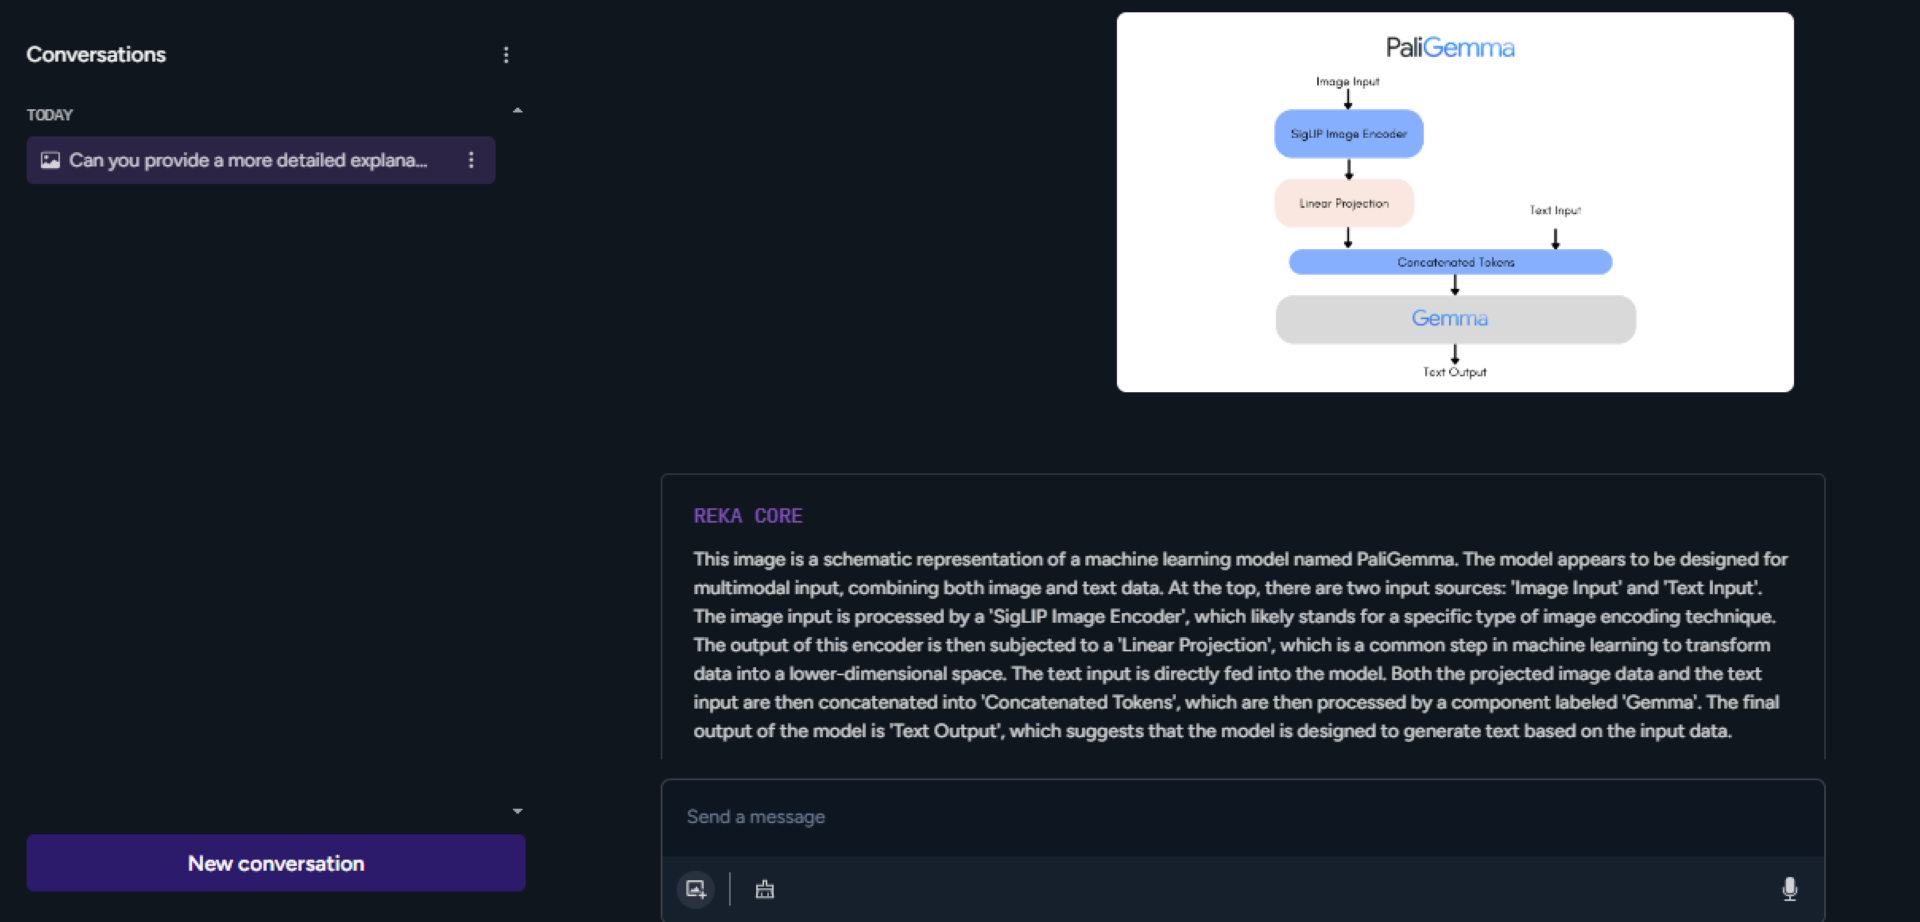 Conversations
TODAY
Can you provide a more detailed explana...
New conversation
PaliGemma
Image Input
SigLIP Image Encoder
Linear Projection
Text Input
Concatenated Tokens
Gemma
Text Output
REKA CORE
This image is a schematic representation of a machine learning model named PaliGemma. The model appears to be designed for
multimodal input, combining both image and text data. At the top, there are two input sources: 'Image Input' and 'Text Input'.
The image input is processed by a 'SigLIP Image Encoder', which likely stands for a specific type of image encoding technique.
The output of this encoder is then subjected to a 'Linear Projection', which is a common step in machine learning to transform
data into a lower-dimensional space. The text input is directly fed into the model. Both the projected image data and the text
input are then concatenated into 'Concatenated Tokens', which are then processed by a component labeled 'Gemma'. The final
output of the model is 'Text Output', which suggests that the model is designed to generate text based on the input data.
Send a message